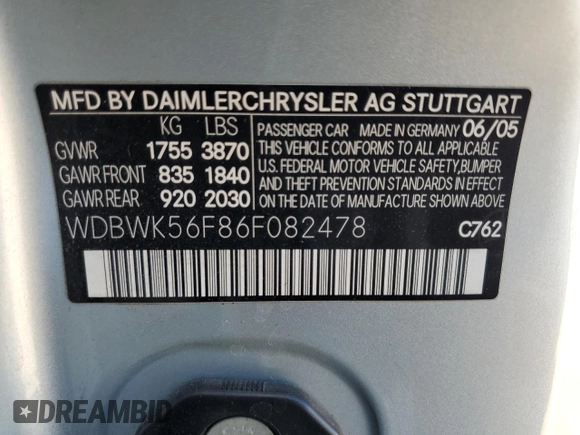 MFD BY DAIMLERCHRYSLER AG STUTTGART
KG LBS
GVWR 1755 3870
GAWR FRONT 835 1840
GAWR REAR 920 2030
PASSENGER CAR MADE IN GERMANY 06/05
THIS VEHICLE CONFORMS TO ALL APPLICABLE
U.S. FEDERAL MOTOR VEHICLE SAFETY, BUMPER
AND THEFT PREVENTION STANDARDS IN EFFECT
ON THE DATE OF MANUFACTURE SHOWN ABOVE.
WDBWK56F86F082478 C762
DREAMBID